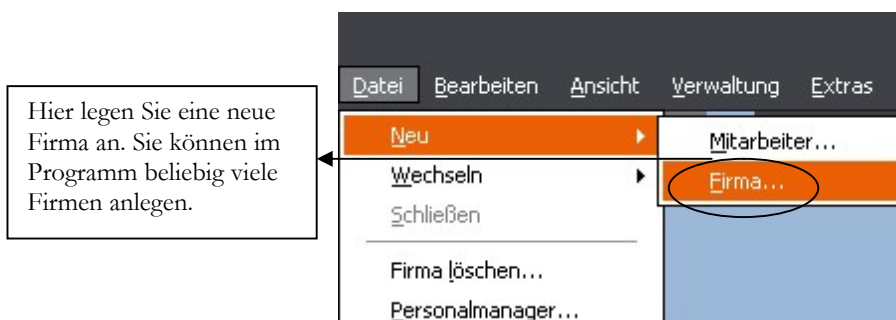 Datei Bearbeiten Ansicht Verwaltung Extras
Hier legen Sie eine neue
Firma an. Sie können im
Programm beliebig viele
Firmen anlegen.
Neu
Wechseln
Schließen
Firma löschen...
Personalmanager...
Mitarbeiter...
Firma...